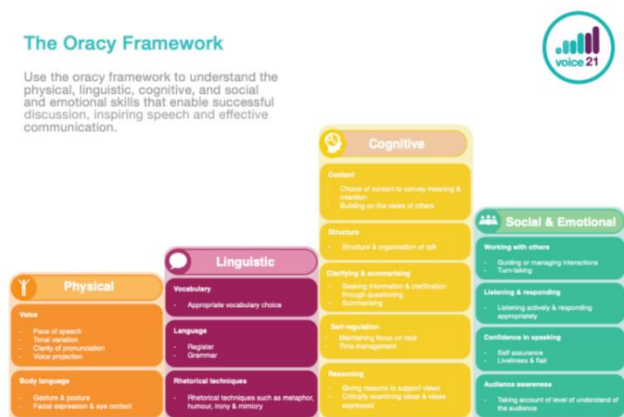 The Oracy Framework
Use the oracy framework to understand the
physical, linguistic, cognitive, and social
and emotional skills that enable successful
discussion, inspiring speech and effective
communication.
voice 21
Physical
Voice
- Pace of speech
- Tonal variation
- Clarity of pronunciation
- Voice projection
Body language
- Gesture & posture
- Facial expression & eye contact
Linguistic
Vocabulary
- Appropriate vocabulary choice
Language
- Register
- Grammar
Rhetorical techniques
- Rhetorical techniques such as metaphor,
humour, irony & mimicry
Cognitive
Content
- Choice of content to convey meaning &
intention
- Building on the views of others
Structure
- Structure & organisation of talk
Clarifying & summarising
- Seeking information & clarification
through questioning
- Summarising
Self-regulation
- Maintaining focus on task
- Time management
Reasoning
- Giving reasons to support views
- Critically examining ideas & views
expressed
Social & Emotional
Working with others
- Guiding or managing interactions
- Turn-taking
Listening & responding
- Listening actively & responding
appropriately
Confidence in speaking
- Self assurance
- Liveliness & flair
Audience awareness
- Taking account of level of understand of
the audience